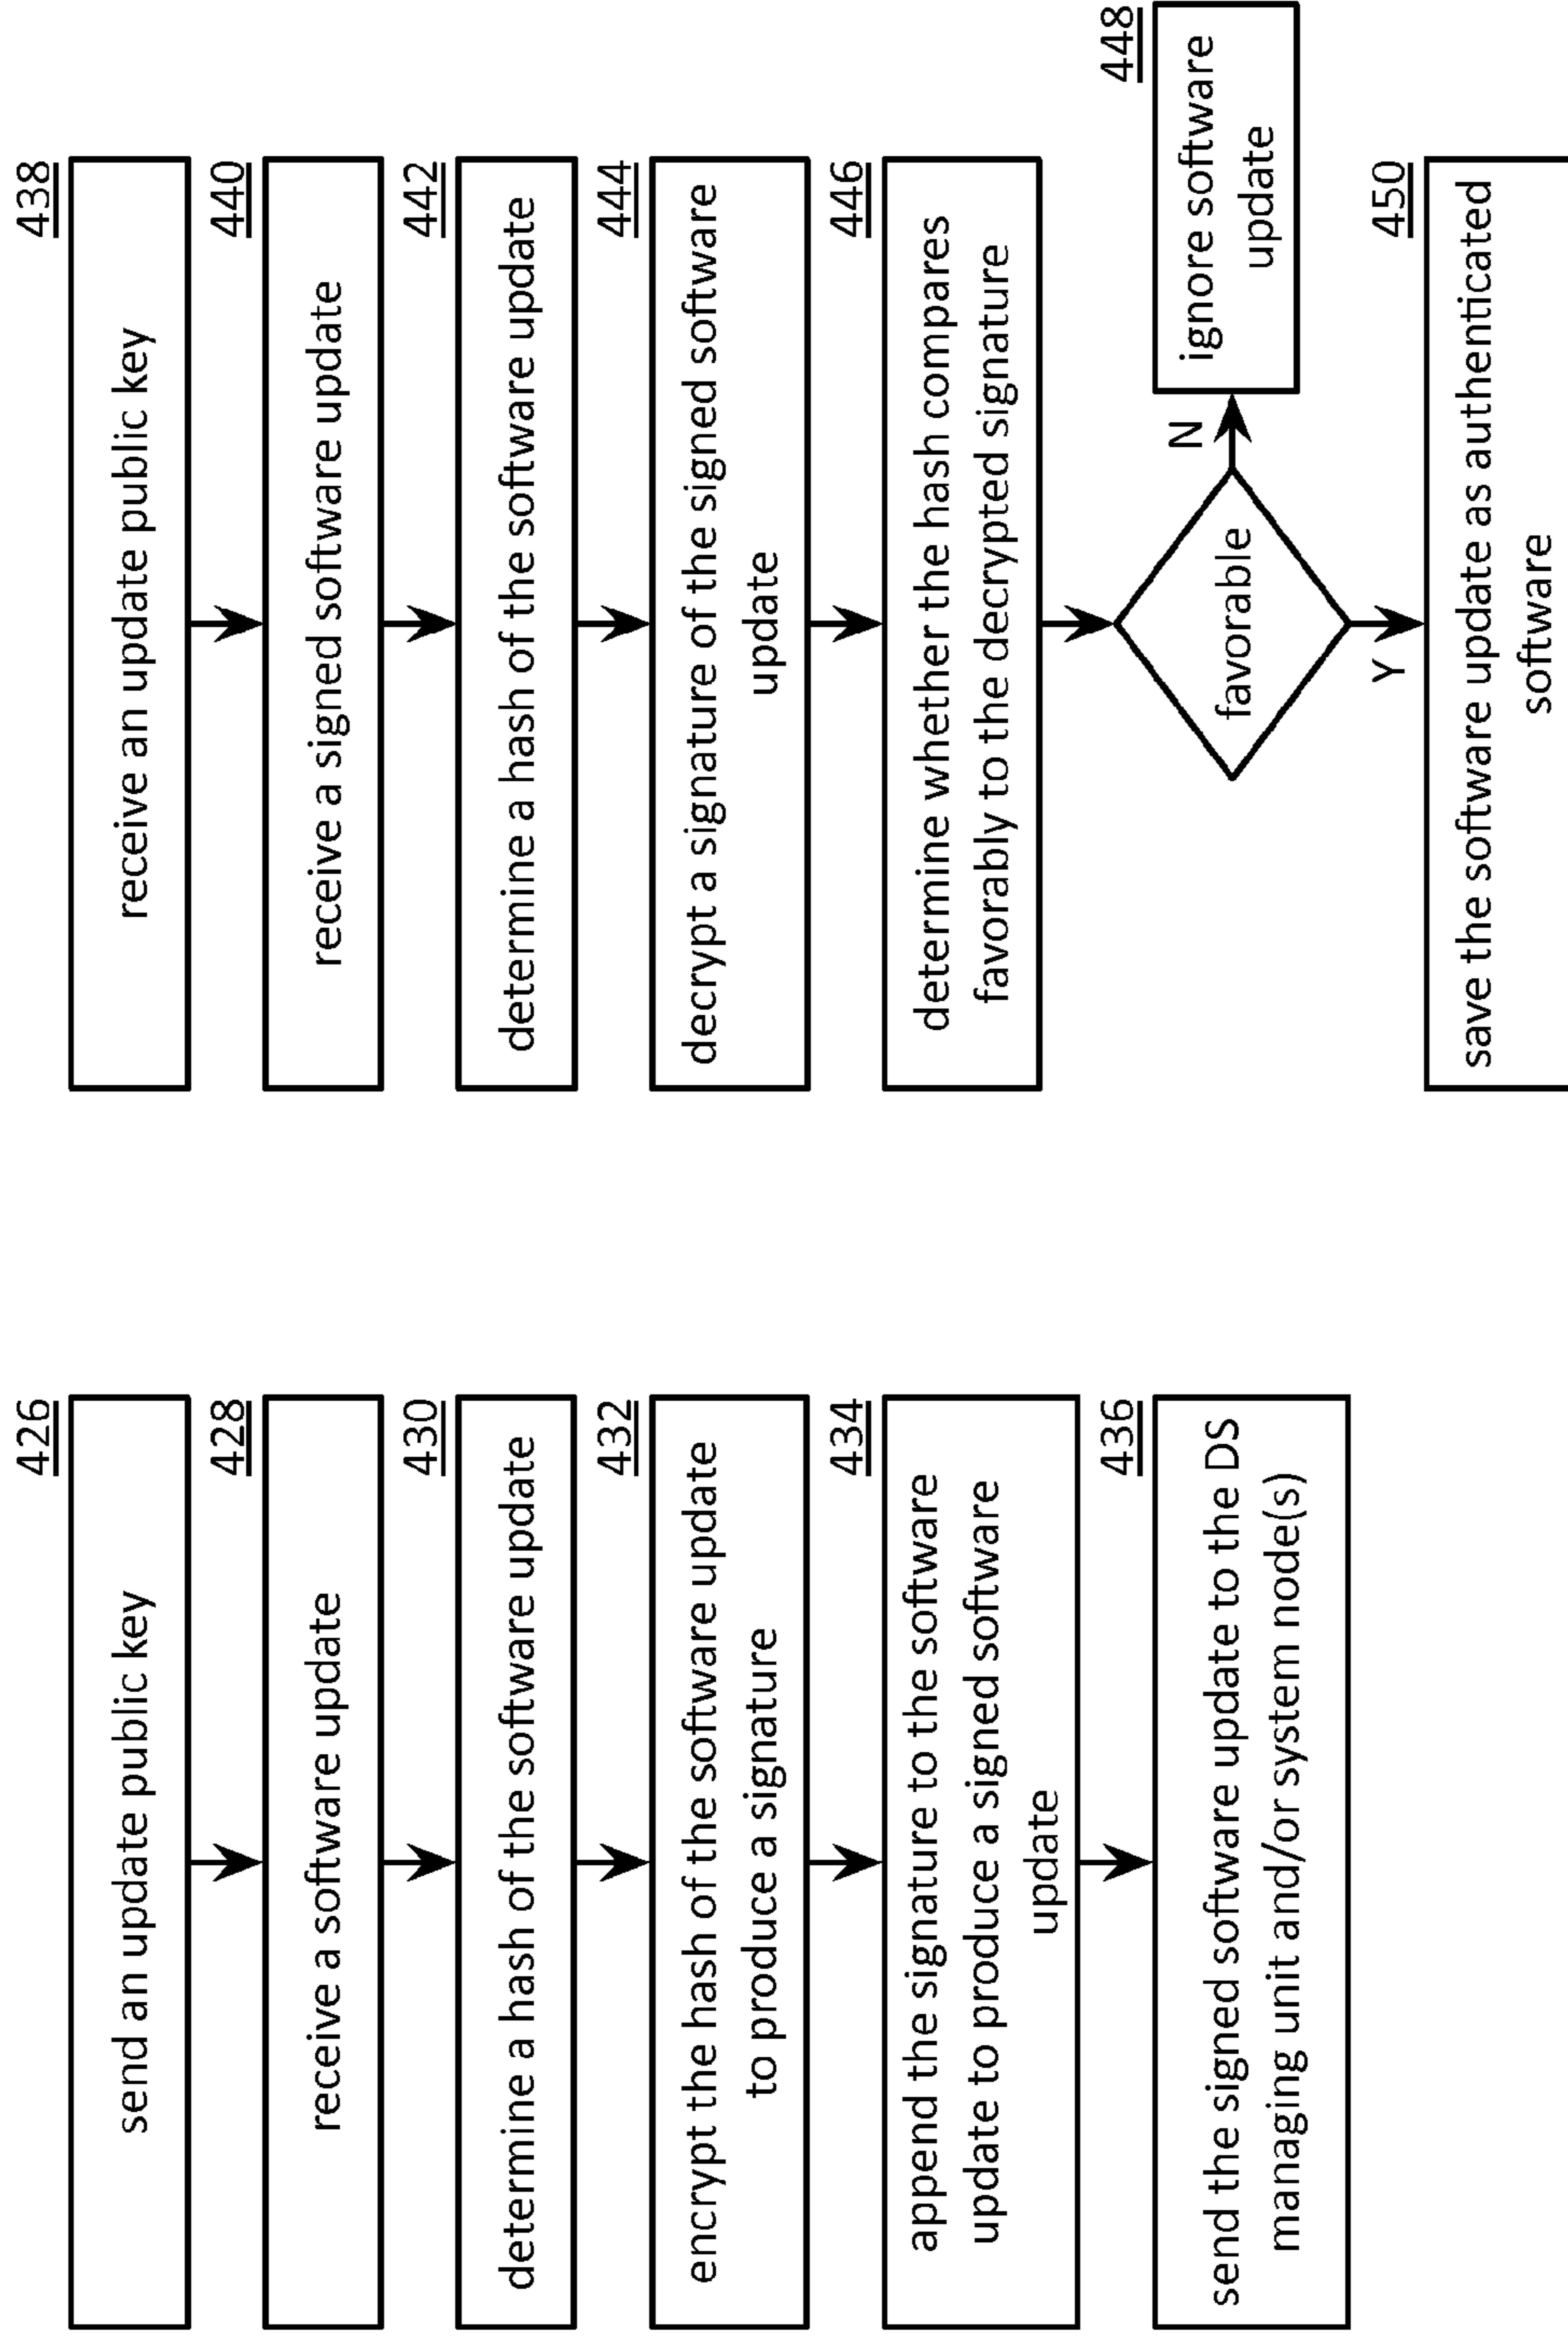 426
send an update public key
428
receive a software update
430
determine a hash of the software update
432
encrypt the hash of the software update
to produce a signature
434
append the signature to the software
update to produce a signed software
update
436
send the signed software update to the DS
managing unit and/or system node(s)
438
receive an update public key
440
receive a signed software update
442
determine a hash of the software update
444
decrypt a signature of the signed software
update
446
determine whether the hash compares
favorably to the decrypted signature
favorable
N
448
ignore software
update
Y
450
save the software update as authenticated
software